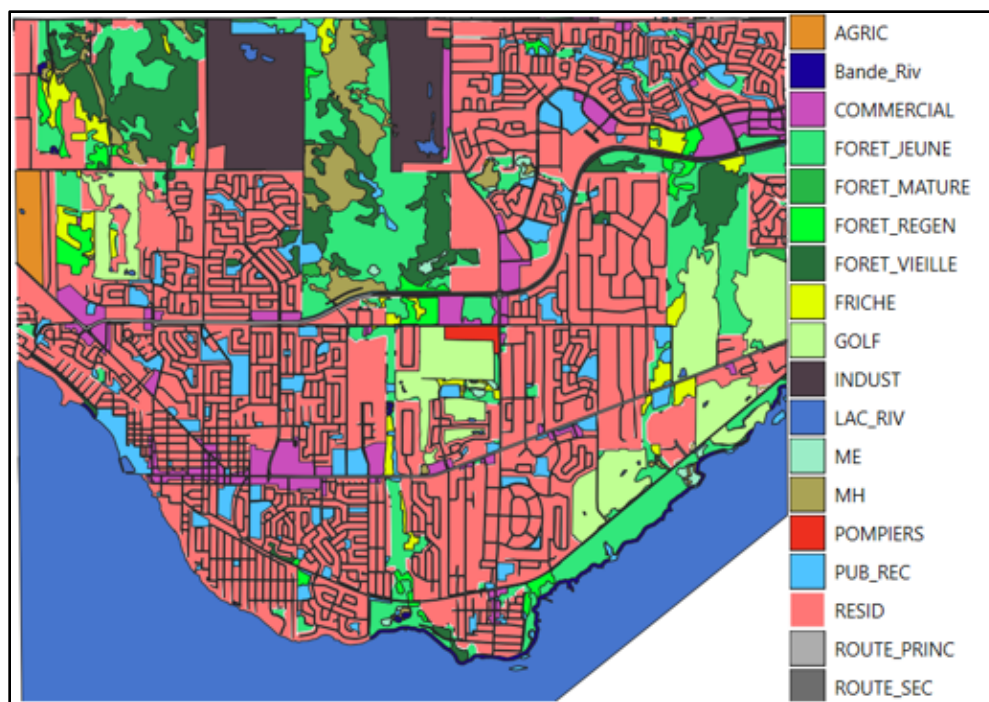 AGRIC
Bande_Riv
COMMERCIAL
FORET_JEUNE
FORET_MATURE
FORET_REGEN
FORET_VIEILLE
FRICHE
GOLF
INDUST
LAC_RIV
ME
MH
POMPIERS
PUB_REC
RESID
ROUTE_PRINC
ROUTE_SEC